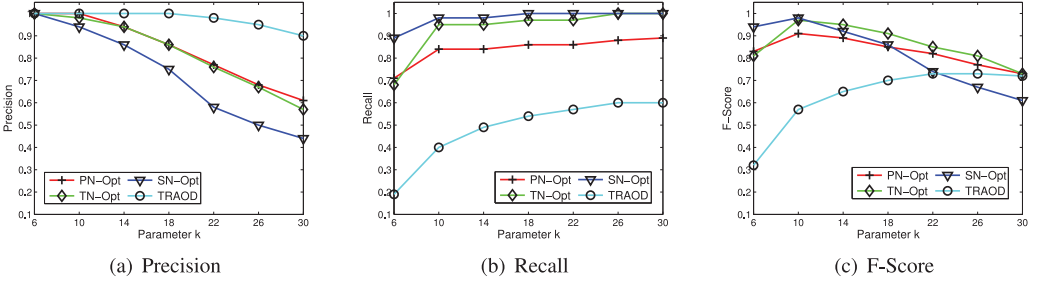 1
0.9
0.8
0.7
0.6
0.5
0.4
0.3
0.2
0.1
Precision
PN-Opt SN-Opt
TN-Opt TRAOD
6 10 14 18 22 26 30
Parameter k
(a) Precision
1
0.9
0.8
0.7
0.6
0.5
0.4
0.3
0.2
0.1
Recall
PN-Opt SN-Opt
TN-Opt TRAOD
6 10 14 18 22 26 30
Parameter k
(b) Recall
1
0.9
0.8
0.7
0.6
0.5
0.4
0.3
0.2
0.1
F-Score
PN-Opt SN-Opt
TN-Opt TRAOD
6 10 14 18 22 26 30
Parameter k
(c) F-Score